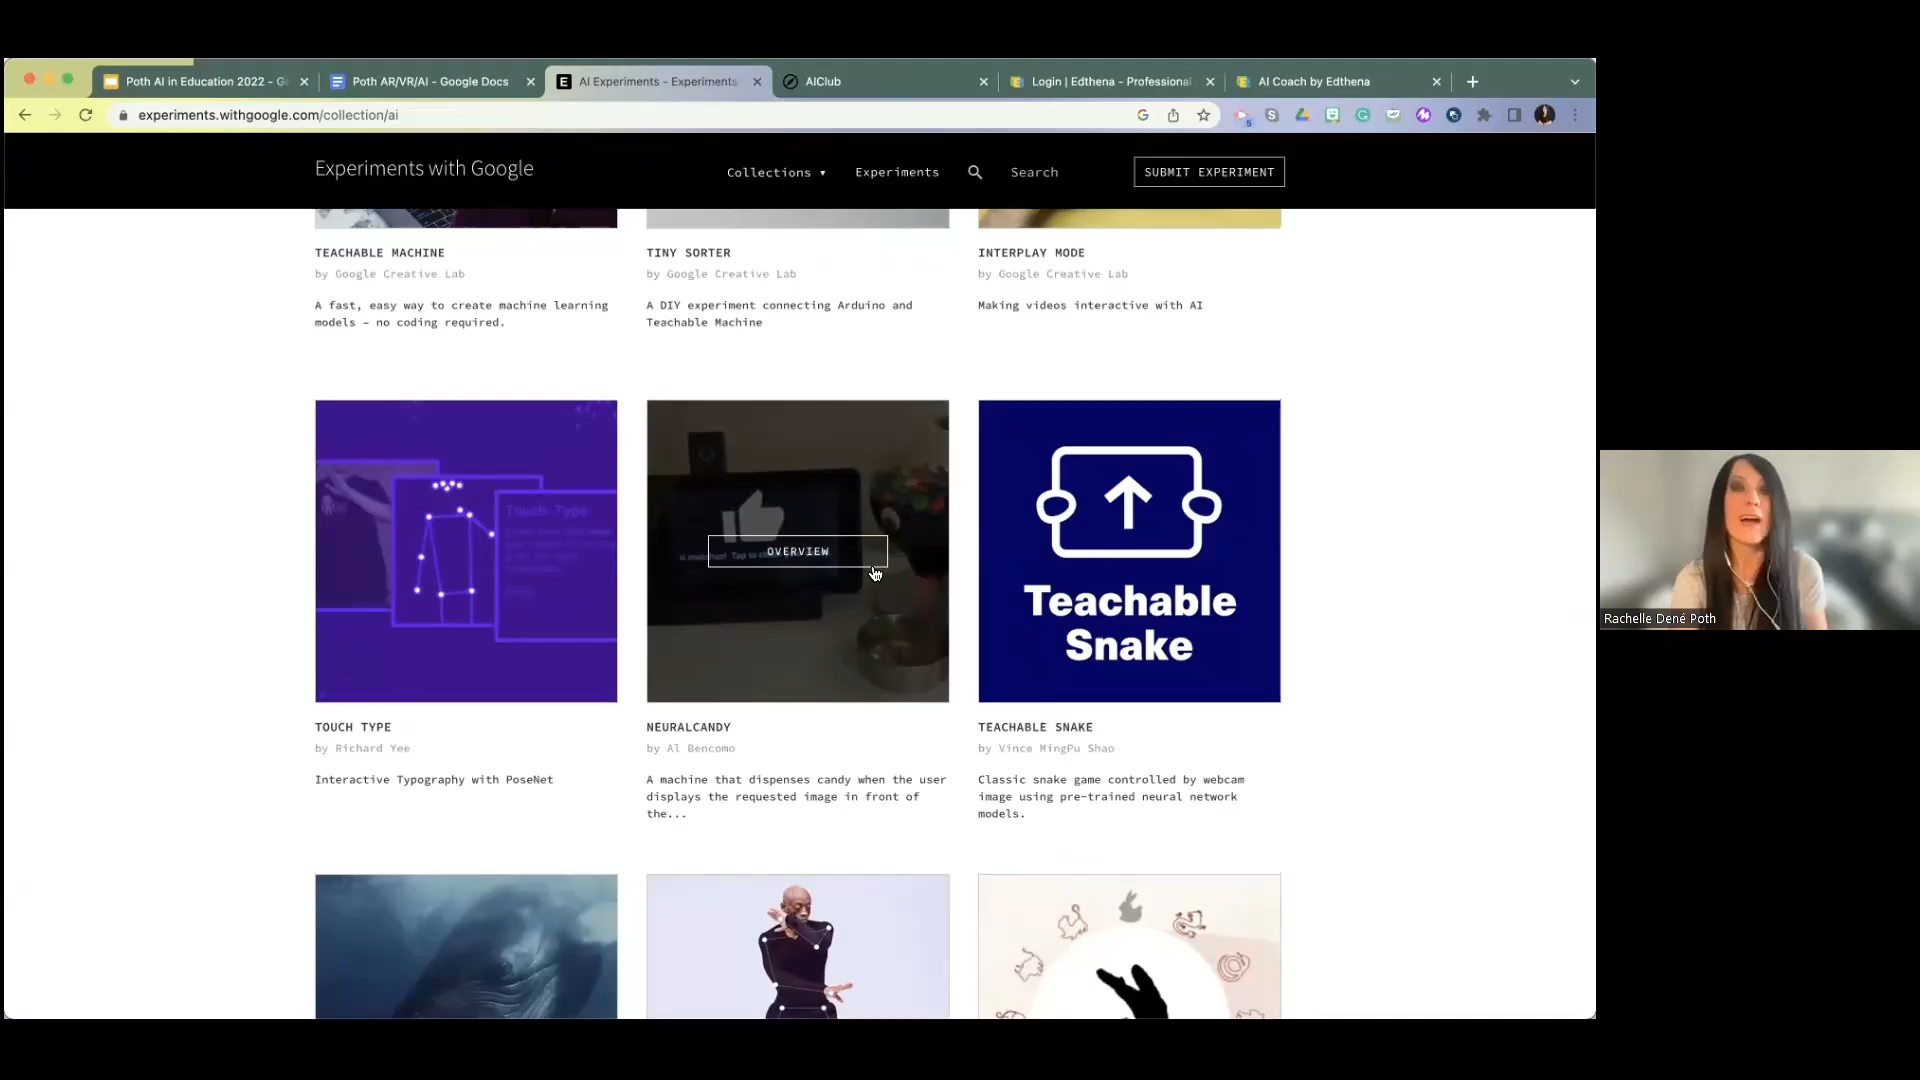 Poth AI in Education 2022 - G
Poth AR/VR/AI - Google Docs
AI Experiments - Experiments
AIClub
Login | Edthena - Professional
AI Coach by Edthena
experiments.withgoogle.com/collection/ai
5
Experiments with Google
Collections
Experiments
Search
SUBMIT EXPERIMENT
TEACHABLE MACHINE
by Google Creative Lab
A fast, easy way to create machine learning
models – no coding required.
TINY SORTER
by Google Creative Lab
A DIY experiment connecting Arduino and
Teachable Machine
INTERPLAY MODE
by Google Creative Lab
Making videos interactive with AI
Touch Type
OVERVIEW
Teachable
Snake
Rachelle Dené Poth
TOUCH TYPE
by Richard Yee
Interactive Typography with PoseNet
NEURALCANDY
by Al Bencomo
A machine that dispenses candy when the user
displays the requested image in front of
the...
TEACHABLE SNAKE
by Vince MingPu Shao
Classic snake game controlled by webcam
image using pre-trained neural network
models.